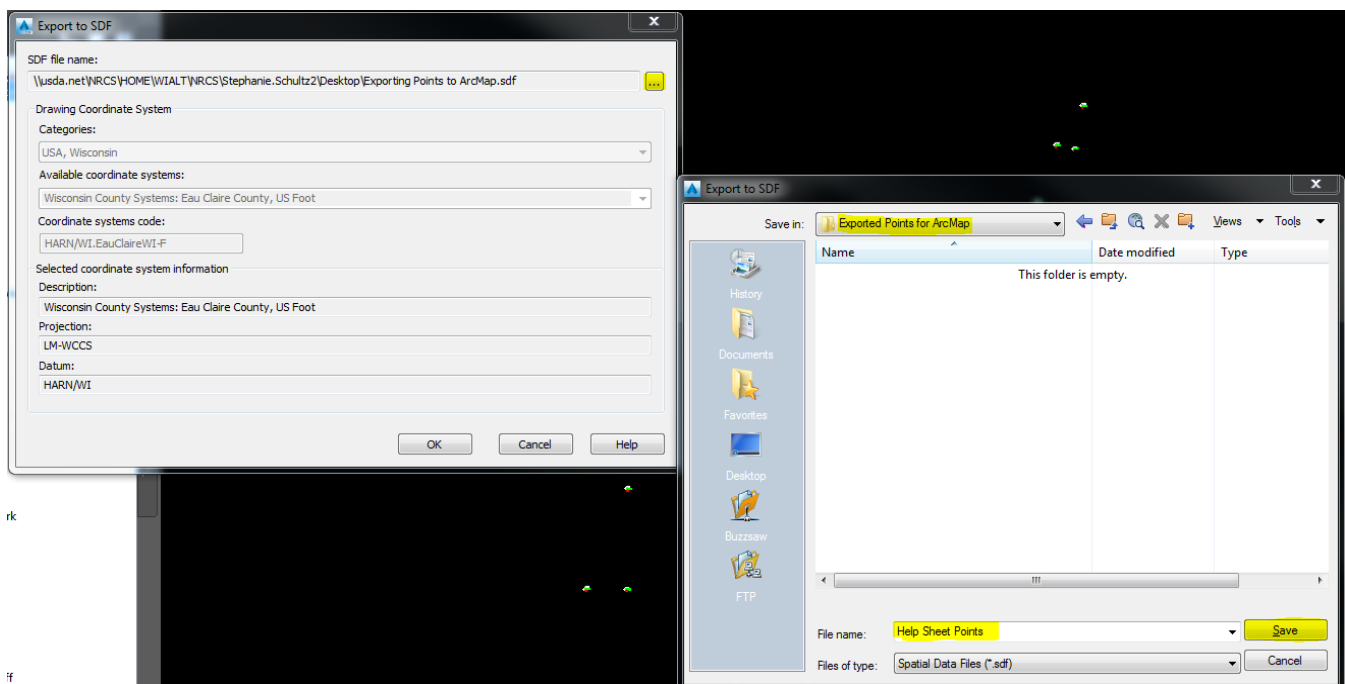 Export to SDF
SDF file name:
\\usda.net\NRCS\HOME\WIALT\NRCS\Stephanie.Schultz2\Desktop\Exporting Points to ArcMap.sdf
...
Drawing Coordinate System
Categories:
USA, Wisconsin
Available coordinate systems:
Wisconsin County Systems: Eau Claire County, US Foot
Coordinate systems code:
HARN/WI.EauClaireWI-F
Selected coordinate system information
Description:
Wisconsin County Systems: Eau Claire County, US Foot
Projection:
LM-WCCS
Datum:
HARN/WI
OK Cancel Help
rk
ff
Export to SDF
Save in: Exported Points for ArcMap Views Tools
Name Date modified Type
This folder is empty.
History
Documents
Favorites
Desktop
Buzzsaw
FTP
File name: Help Sheet Points Save
Files of type: Spatial Data Files (*.sdf) Cancel